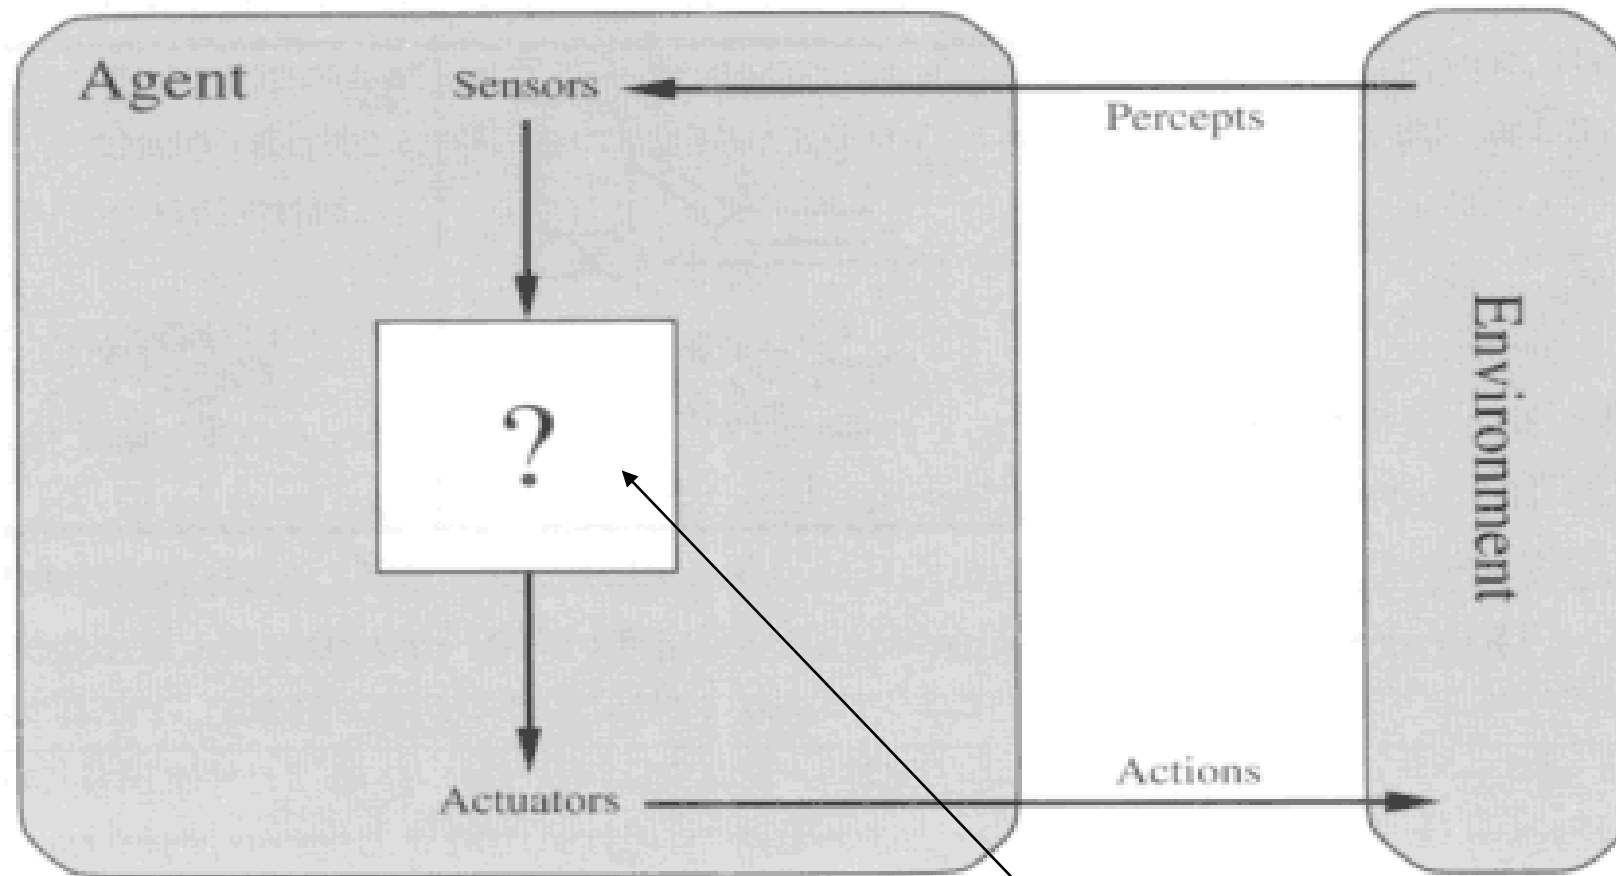 Agent
Sensors
Percepts
?
Environment
Actions
Actuators